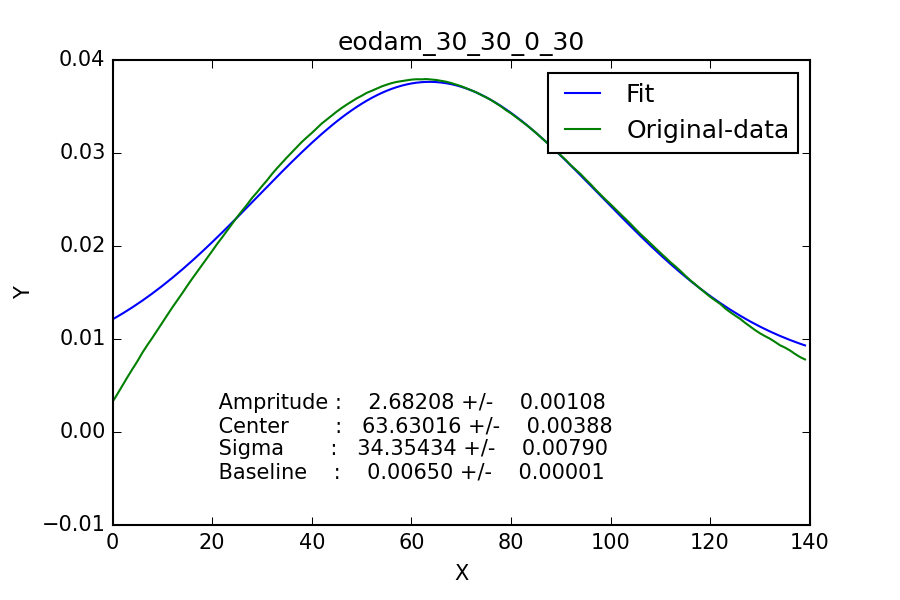 eodam_30_30_0_30
0.04
0.03
0.02
0.01
0.00
−0.01
Y
Fit
Original-data
Ampritude : 2.68208 +/- 0.00108
Center : 63.63016 +/- 0.00388
Sigma : 34.35434 +/- 0.00790
Baseline : 0.00650 +/- 0.00001
0 20 40 60 80 100 120 140
X